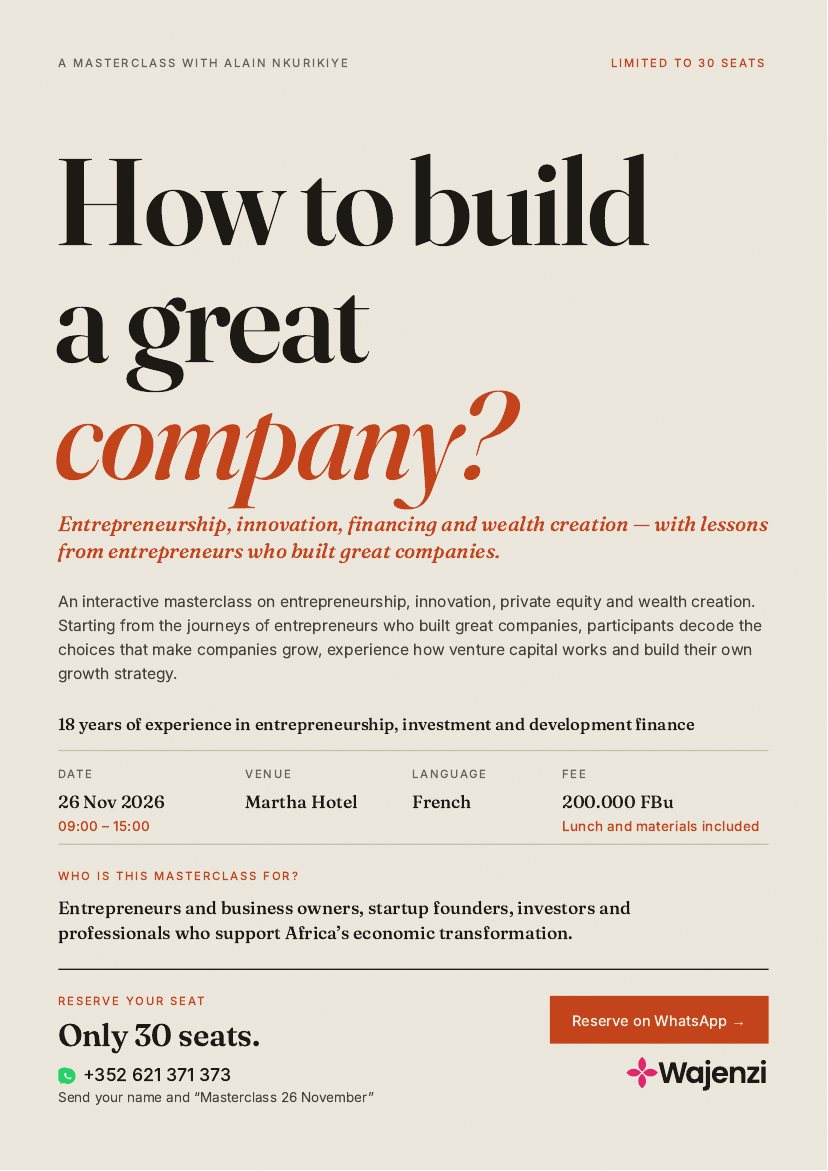 A MASTERCLASS WITH ALAIN NKURIKIYE
LIMITED TO 30 SEATS
How to build
a great
company?
Entrepreneurship, innovation, financing and wealth creation — with lessons
from entrepreneurs who built great companies.
An interactive masterclass on entrepreneurship, innovation, private equity and wealth creation.
Starting from the journeys of entrepreneurs who built great companies, participants decode the
choices that make companies grow, experience how venture capital works and build their own
growth strategy.
18 years of experience in entrepreneurship, investment and development finance
DATE
26 Nov 2026
09:00 – 15:00
VENUE
Martha Hotel
LANGUAGE
French
FEE
200.000 FBu
Lunch and materials included
WHO IS THIS MASTERCLASS FOR?
Entrepreneurs and business owners, startup founders, investors and
professionals who support Africa’s economic transformation.
RESERVE YOUR SEAT
Only 30 seats.
+352 621 371 373
Send your name and “Masterclass 26 November”
Reserve on WhatsApp →
Wajenzi